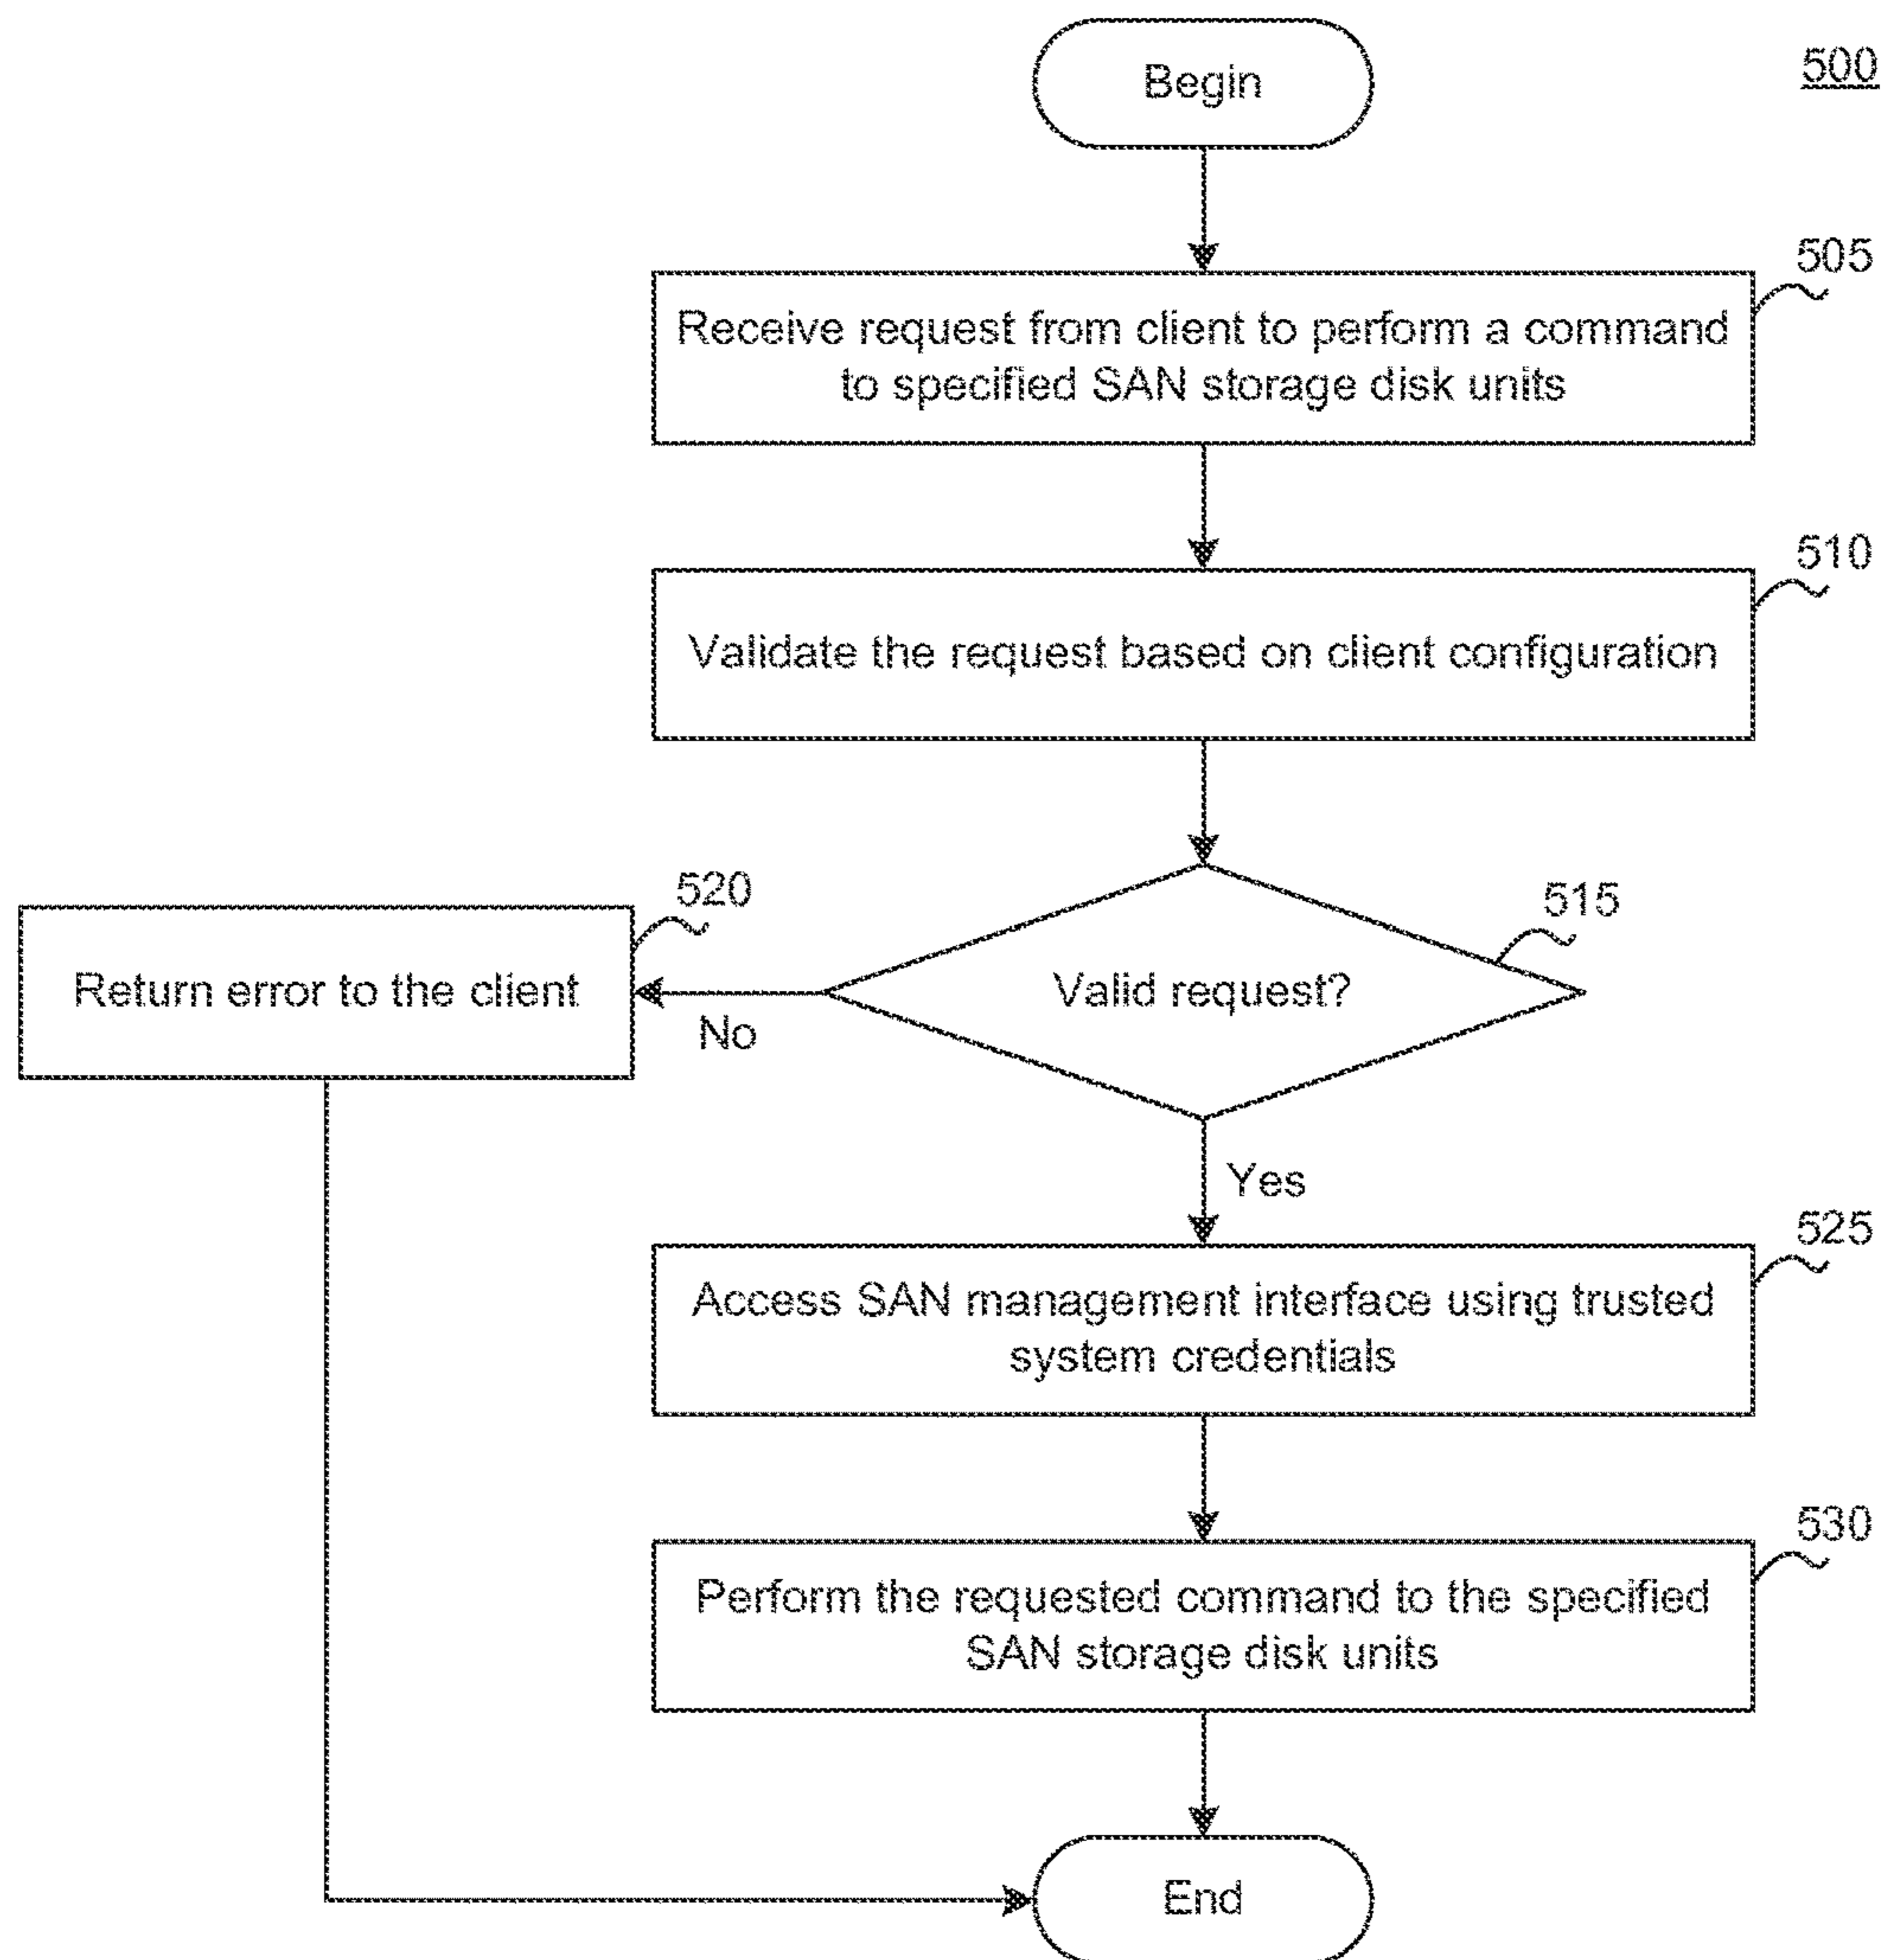 500
Begin
505
Receive request from client to perform a command
to specified SAN storage disk units
510
Validate the request based on client configuration
515
Valid request?
520
Return error to the client
No
Yes
525
Access SAN management interface using trusted
system credentials
530
Perform the requested command to the specified
SAN storage disk units
End